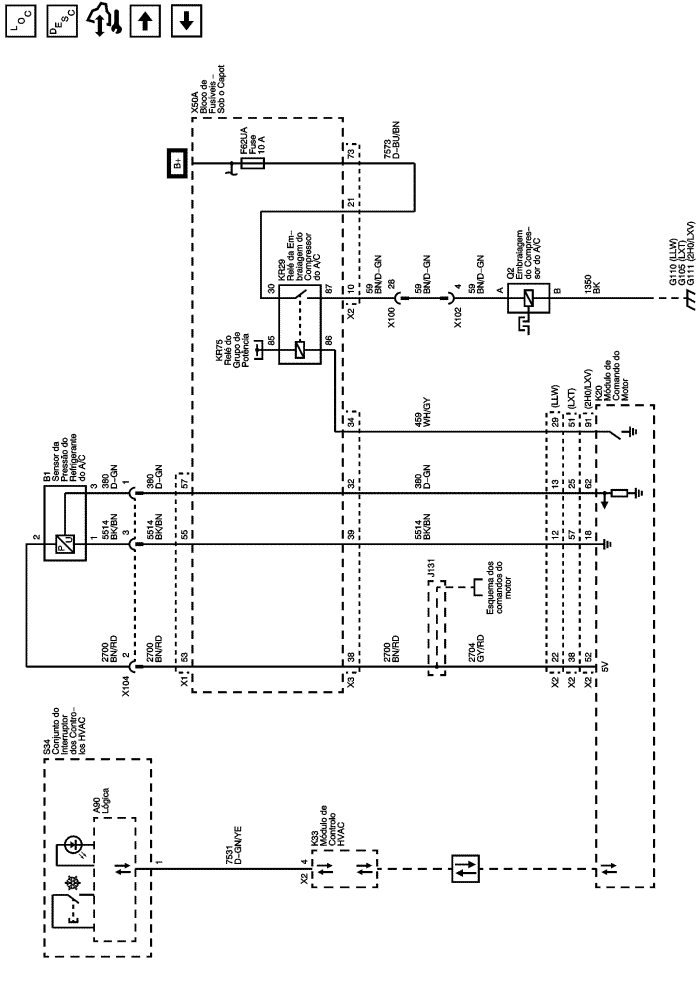 LOC
DESC
B+
X50A
Bloco de
Fusíveis –
Sob o Capot
F62UA
Fuse
10 A
73
7573
D–BU/BN
21
KR29
Relé da Em-
braiagem do
Compressor
do A/C
30
87
85
86
KR75
Relé do
Grupo de
Potência
10
X2
59
BN/D–GN
26
X100
59
BN/D–GN
4
X102
59
BN/D–GN
Q2
Embraiagem
do Compres-
sor do A/C
A
B
1350
BK
G110 (LLW)
G105 (LXT)
G111 (2H0/LXV)
34
459
WH/GY
29
(LLW)
51
(LXT)
91
(2H0/LXV)
K20
Módulo de
Comando do
Motor
B1
Sensor da
Pressão do
Refrigerante
do A/C
2
P
U
3
1
380
D–GN
1
380
D–GN
57
32
380
D–GN
13
25
62
5514
BK/BN
3
5514
BK/BN
55
39
5514
BK/BN
12
57
18
J131
Esquema dos
comandos do
motor
2700
BN/RD
2
X104
2700
BN/RD
53
X1
38
X3
2700
BN/RD
2704
GY/RD
22
38
52
X2
X2
X2
5V
S34
Conjunto do
Interruptor
dos Contro-
los HVAC
A90
Lógica
1
7531
D–GN/YE
4
X2
K33
Módulo de
Controlo
HVAC